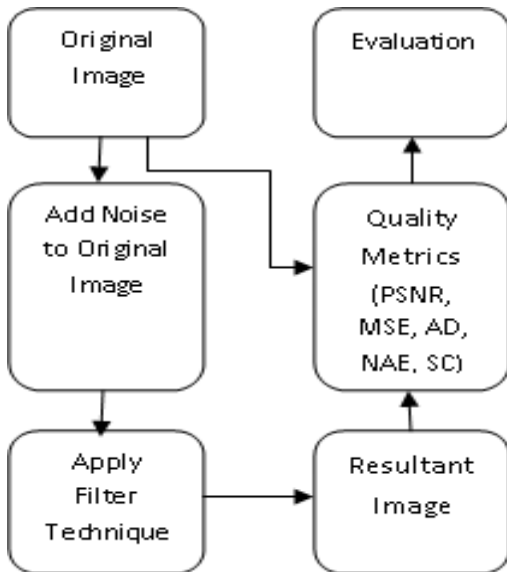 Original
Image
Add Noise
to Original
Image
Apply
Filter
Technique
Resultant
Image
Quality
Metrics
(PSNR,
MSE, AD,
NAE, SC)
Evaluation